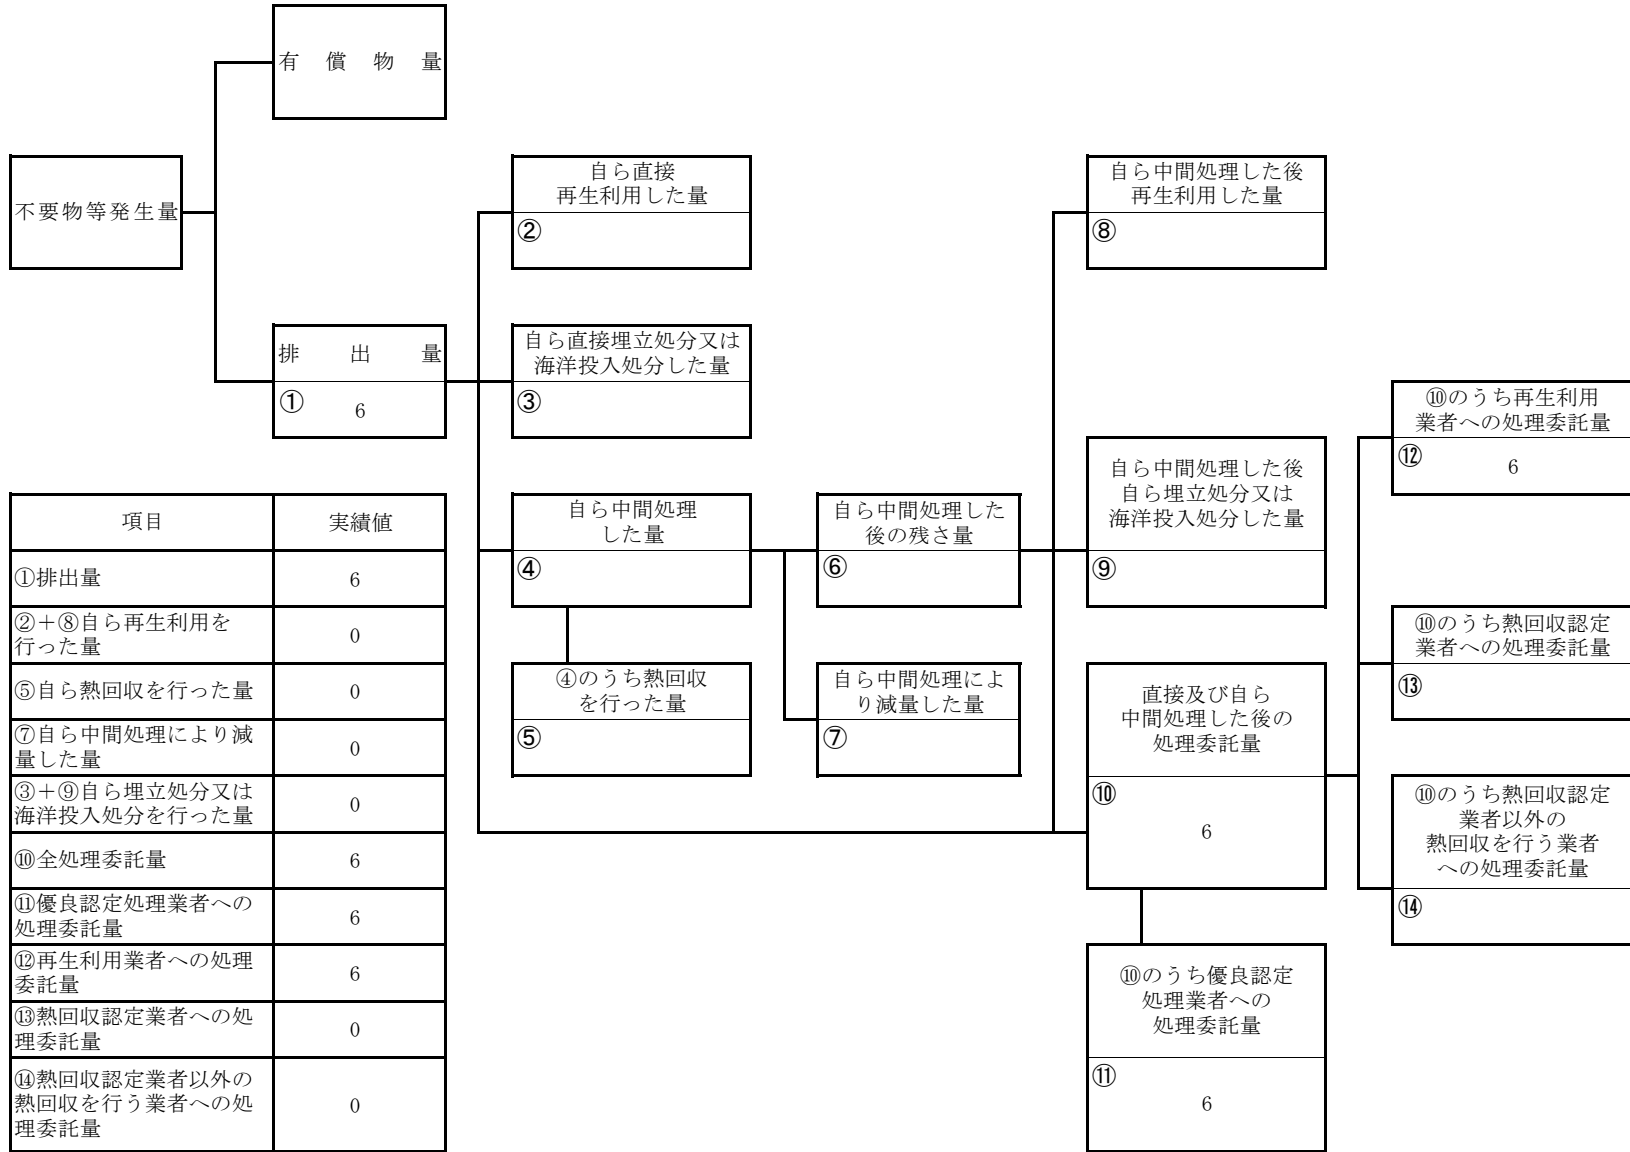 有償物量
不要物等発生量
自ら直接
再生利用した量
②
自ら中間処理した後
再生利用した量
⑧
排出量
① 6
自ら直接埋立処分又は
海洋投入処分した量
③
⑩のうち再生利用
業者への処理委託量
⑫ 6
自ら中間処理した後
自ら埋立処分又は
海洋投入処分した量
⑨
自ら中間処理
した量
④
自ら中間処理した
後の残さ量
⑥
⑩のうち熱回収認定
業者への処理委託量
⑬
④のうち熱回収
を行った量
⑤
自ら中間処理によ
り減量した量
⑦
直接及び自ら
中間処理した後の
処理委託量
⑩
6
⑩のうち熱回収認定
業者以外の
熱回収を行う業者
への処理委託量
⑭
⑩のうち優良認定
処理業者への
処理委託量
⑪
6
項目 実績値
①排出量 6
②＋⑧自ら再生利用を
行った量 0
⑤自ら熱回収を行った量 0
⑦自ら中間処理により減
量した量 0
③＋⑨自ら埋立処分又は
海洋投入処分を行った量 0
⑩全処理委託量 6
⑪優良認定処理業者への
処理委託量 6
⑫再生利用業者への処理
委託量 6
⑬熱回収認定業者への処
理委託量 0
⑭熱回収認定業者以外の
熱回収を行う業者への処
理委託量 0